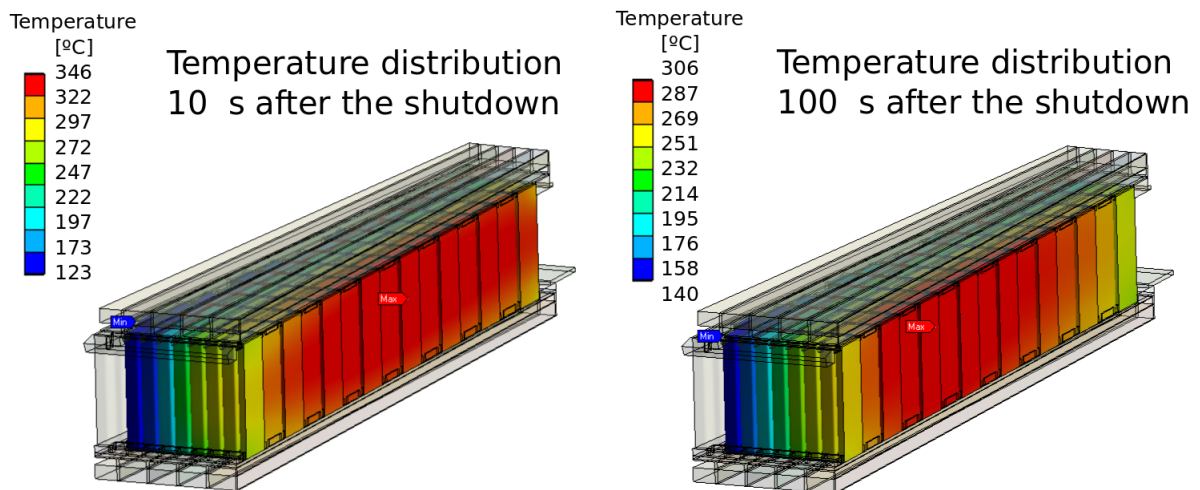 Temperature
[ºC]
346
322
297
272
247
222
197
173
123
Temperature distribution
10 s after the shutdown
Min
Max
Temperature
[ºC]
306
287
269
251
232
214
195
176
158
140
Temperature distribution
100 s after the shutdown
Min
Max